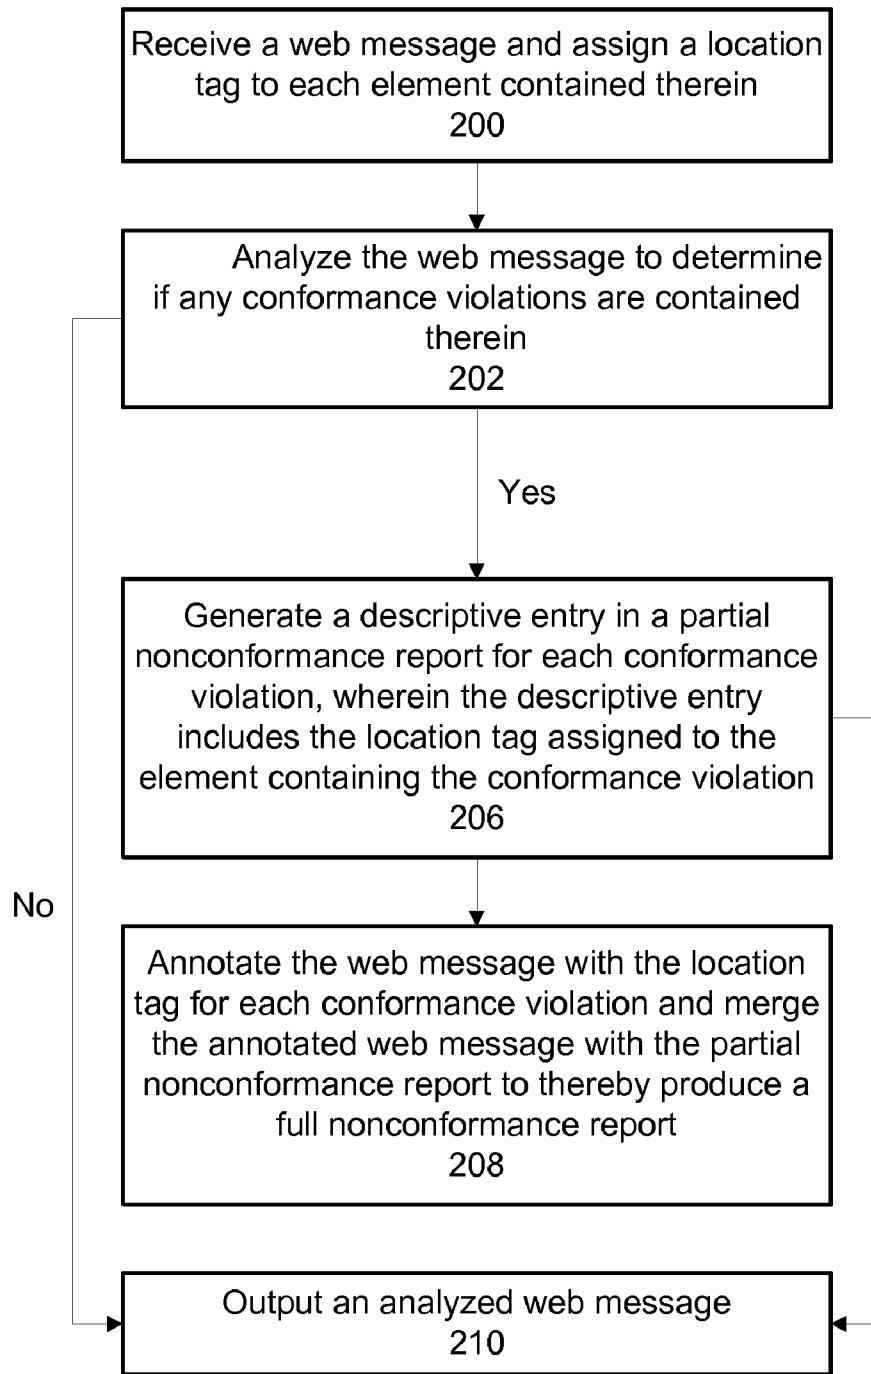 Receive a web message and assign a location
tag to each element contained therein
200
Analyze the web message to determine
if any conformance violations are contained
therein
202
Yes
Generate a descriptive entry in a partial
nonconformance report for each conformance
violation, wherein the descriptive entry
includes the location tag assigned to the
element containing the conformance violation
206
No
Annotate the web message with the location
tag for each conformance violation and merge
the annotated web message with the partial
nonconformance report to thereby produce a
full nonconformance report
208
Output an analyzed web message
210